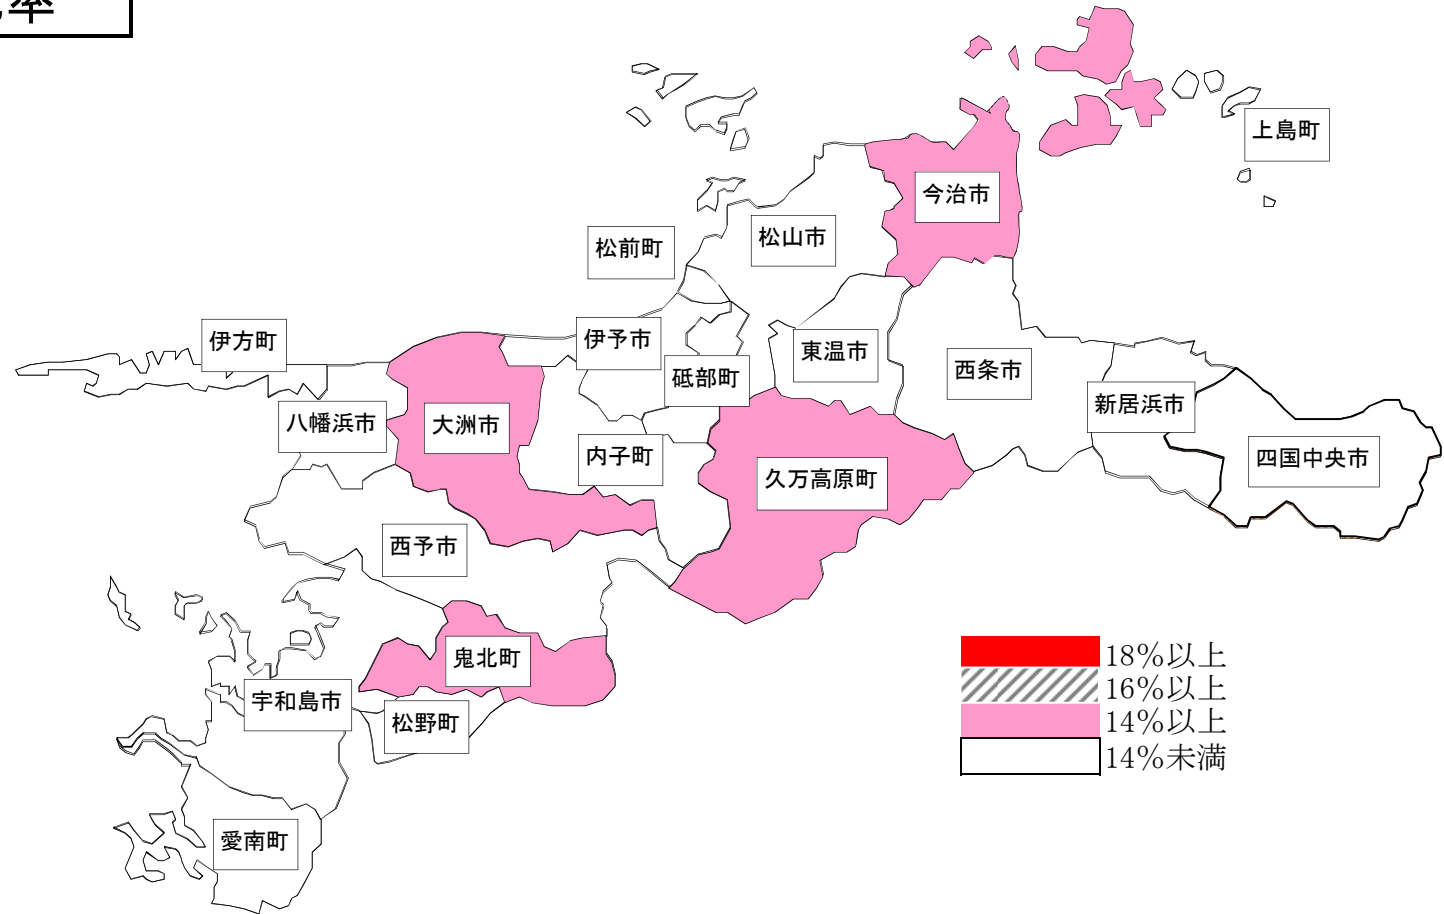 率
上島町
今治市
松山市
松前町
伊方町
伊予市
東温市
砥部町
西条市
新居浜市
八幡浜市
大洲市
内子町
久万高原町
四国中央市
西予市
鬼北町
宇和島市
松野町
愛南町
18%以上
16%以上
14%以上
14%未満